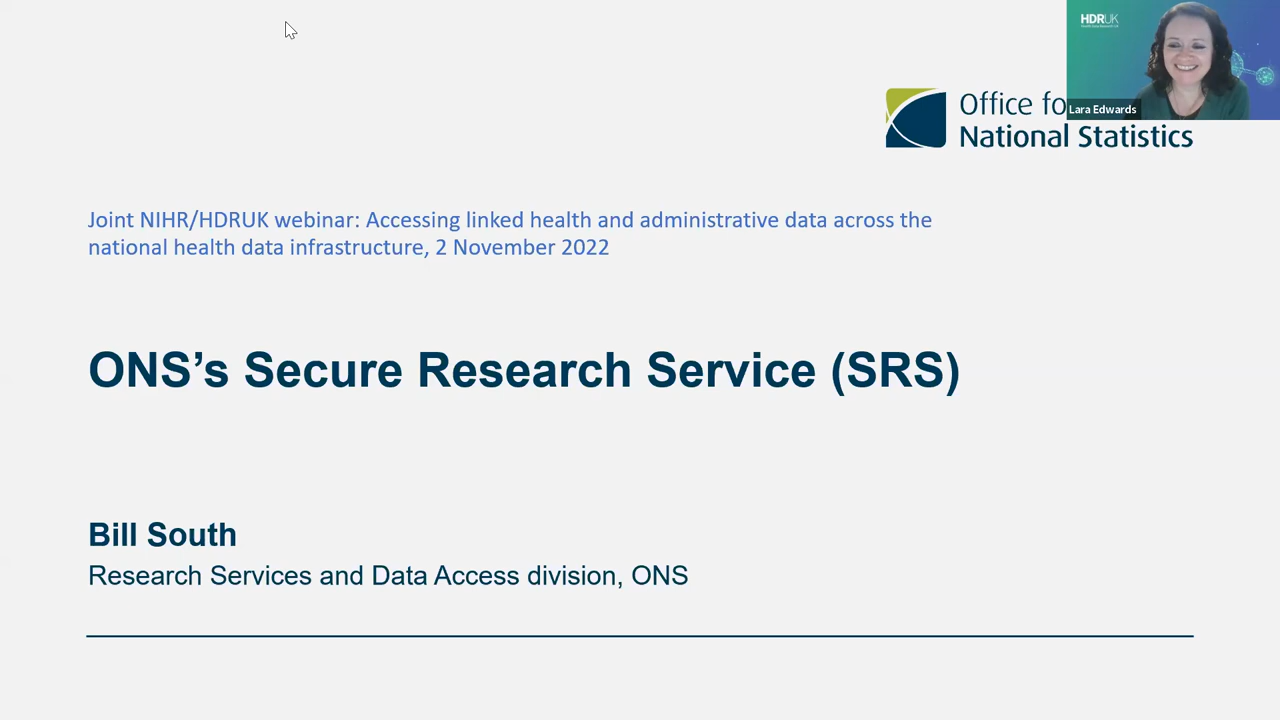 HDRUK
Office fo
Lara Edwards
National Statistics
Joint NIHR/HDRUK webinar: Accessing linked health and administrative data across the
national health data infrastructure, 2 November 2022
ONS’s Secure Research Service (SRS)
Bill South
Research Services and Data Access division, ONS